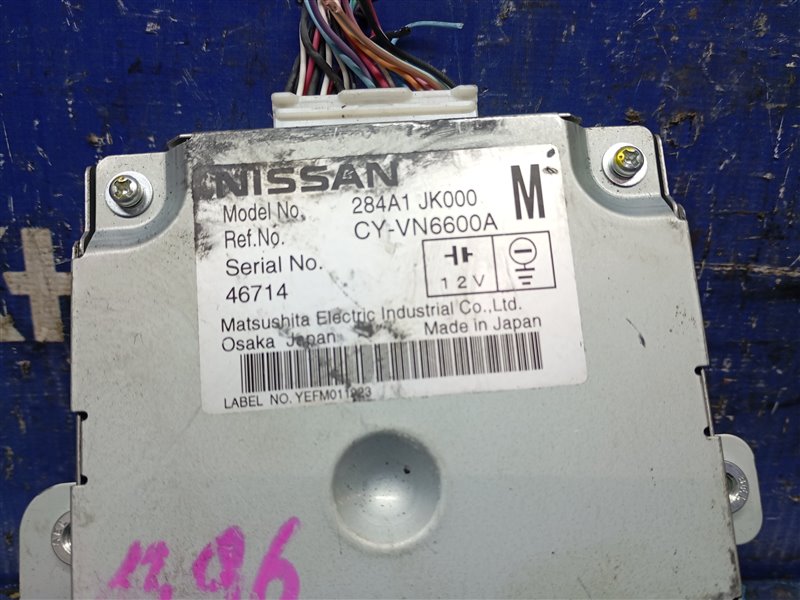 NISSAN
M
Model No. 284A1 JK000
Ref.No. CY-VN6600A
Serial No.
46714
12V
Matsushita Electric Industrial Co.,Ltd.
Osaka Japan Made in Japan
LABEL NO. YEFM011223